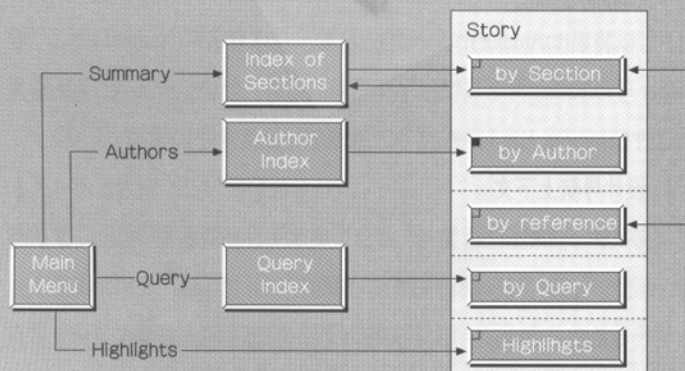 Story
Summary
Index of
Sections
by Section
Authors
Author
Index
by Author
by reference
Main
Menu
Query
Query
Index
by Query
Highlights
Highlihgts